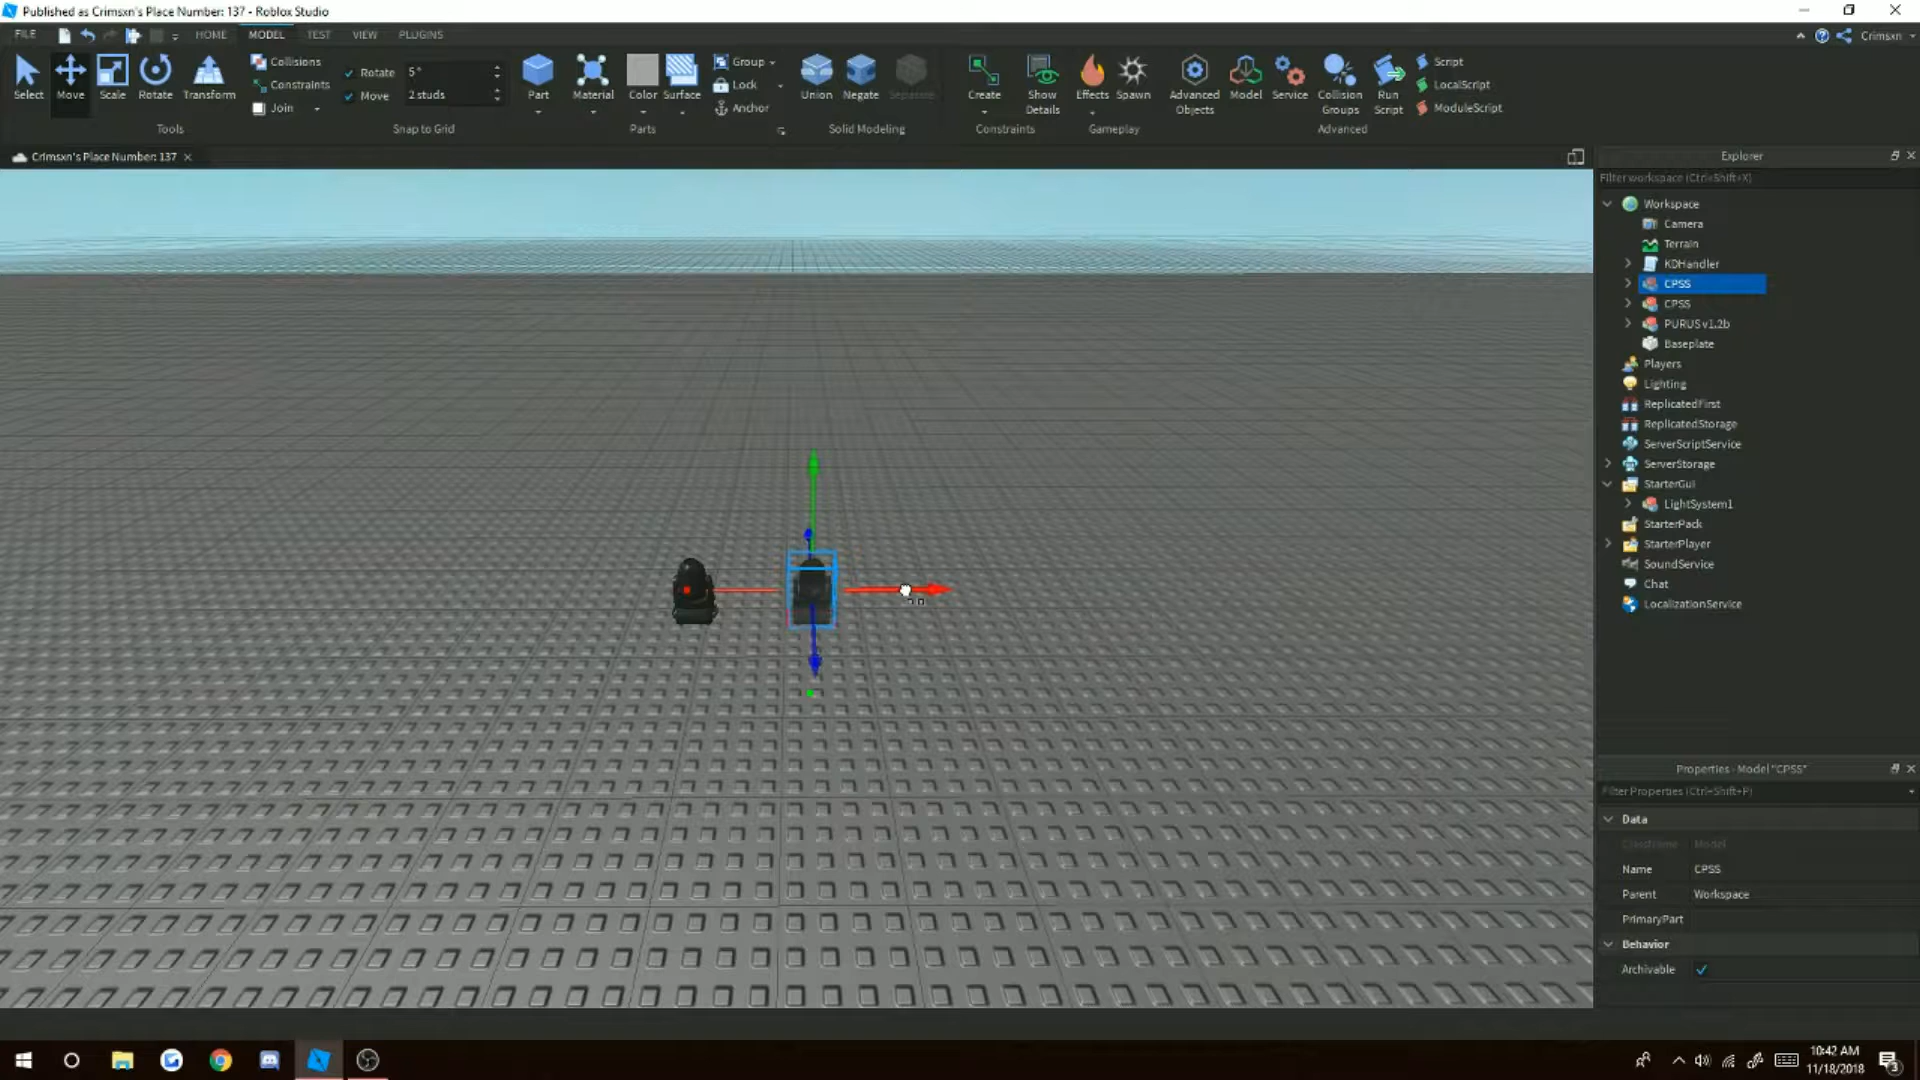 Published as Crimsxn's Place Number: 137 - Roblox Studio
FILE HOME MODEL TEST VIEW PLUGINS Crimsxn
Select Move Scale Rotate Transform
Tools
Collisions
Constraints
Join
Rotate 5°
Move 2 studs
Snap to Grid
Part Material Color Surface
Group
Lock
Anchor
Parts
Union Negate Separate
Solid Modeling
Create Show Details
Constraints
Effects Spawn
Gameplay
Advanced Objects Model Service Collision Groups Run Script
Script
LocalScript
ModuleScript
Advanced
Crimsxn's Place Number: 137
Explorer
Filter workspace (Ctrl+Shift+X)
Workspace
Camera
Terrain
KDHandler
CPSS
CPSS
PURUS v1.2b
Baseplate
Players
Lighting
ReplicatedFirst
ReplicatedStorage
ServerScriptService
ServerStorage
StarterGui
LightSystem1
StarterPack
StarterPlayer
SoundService
Chat
LocalizationService
Properties - Model "CPSS"
Filter Properties (Ctrl+Shift+P)
Data
ClassName Model
Name CPSS
Parent Workspace
PrimaryPart
Behavior
Archivable
10:42 AM
11/18/2018
3